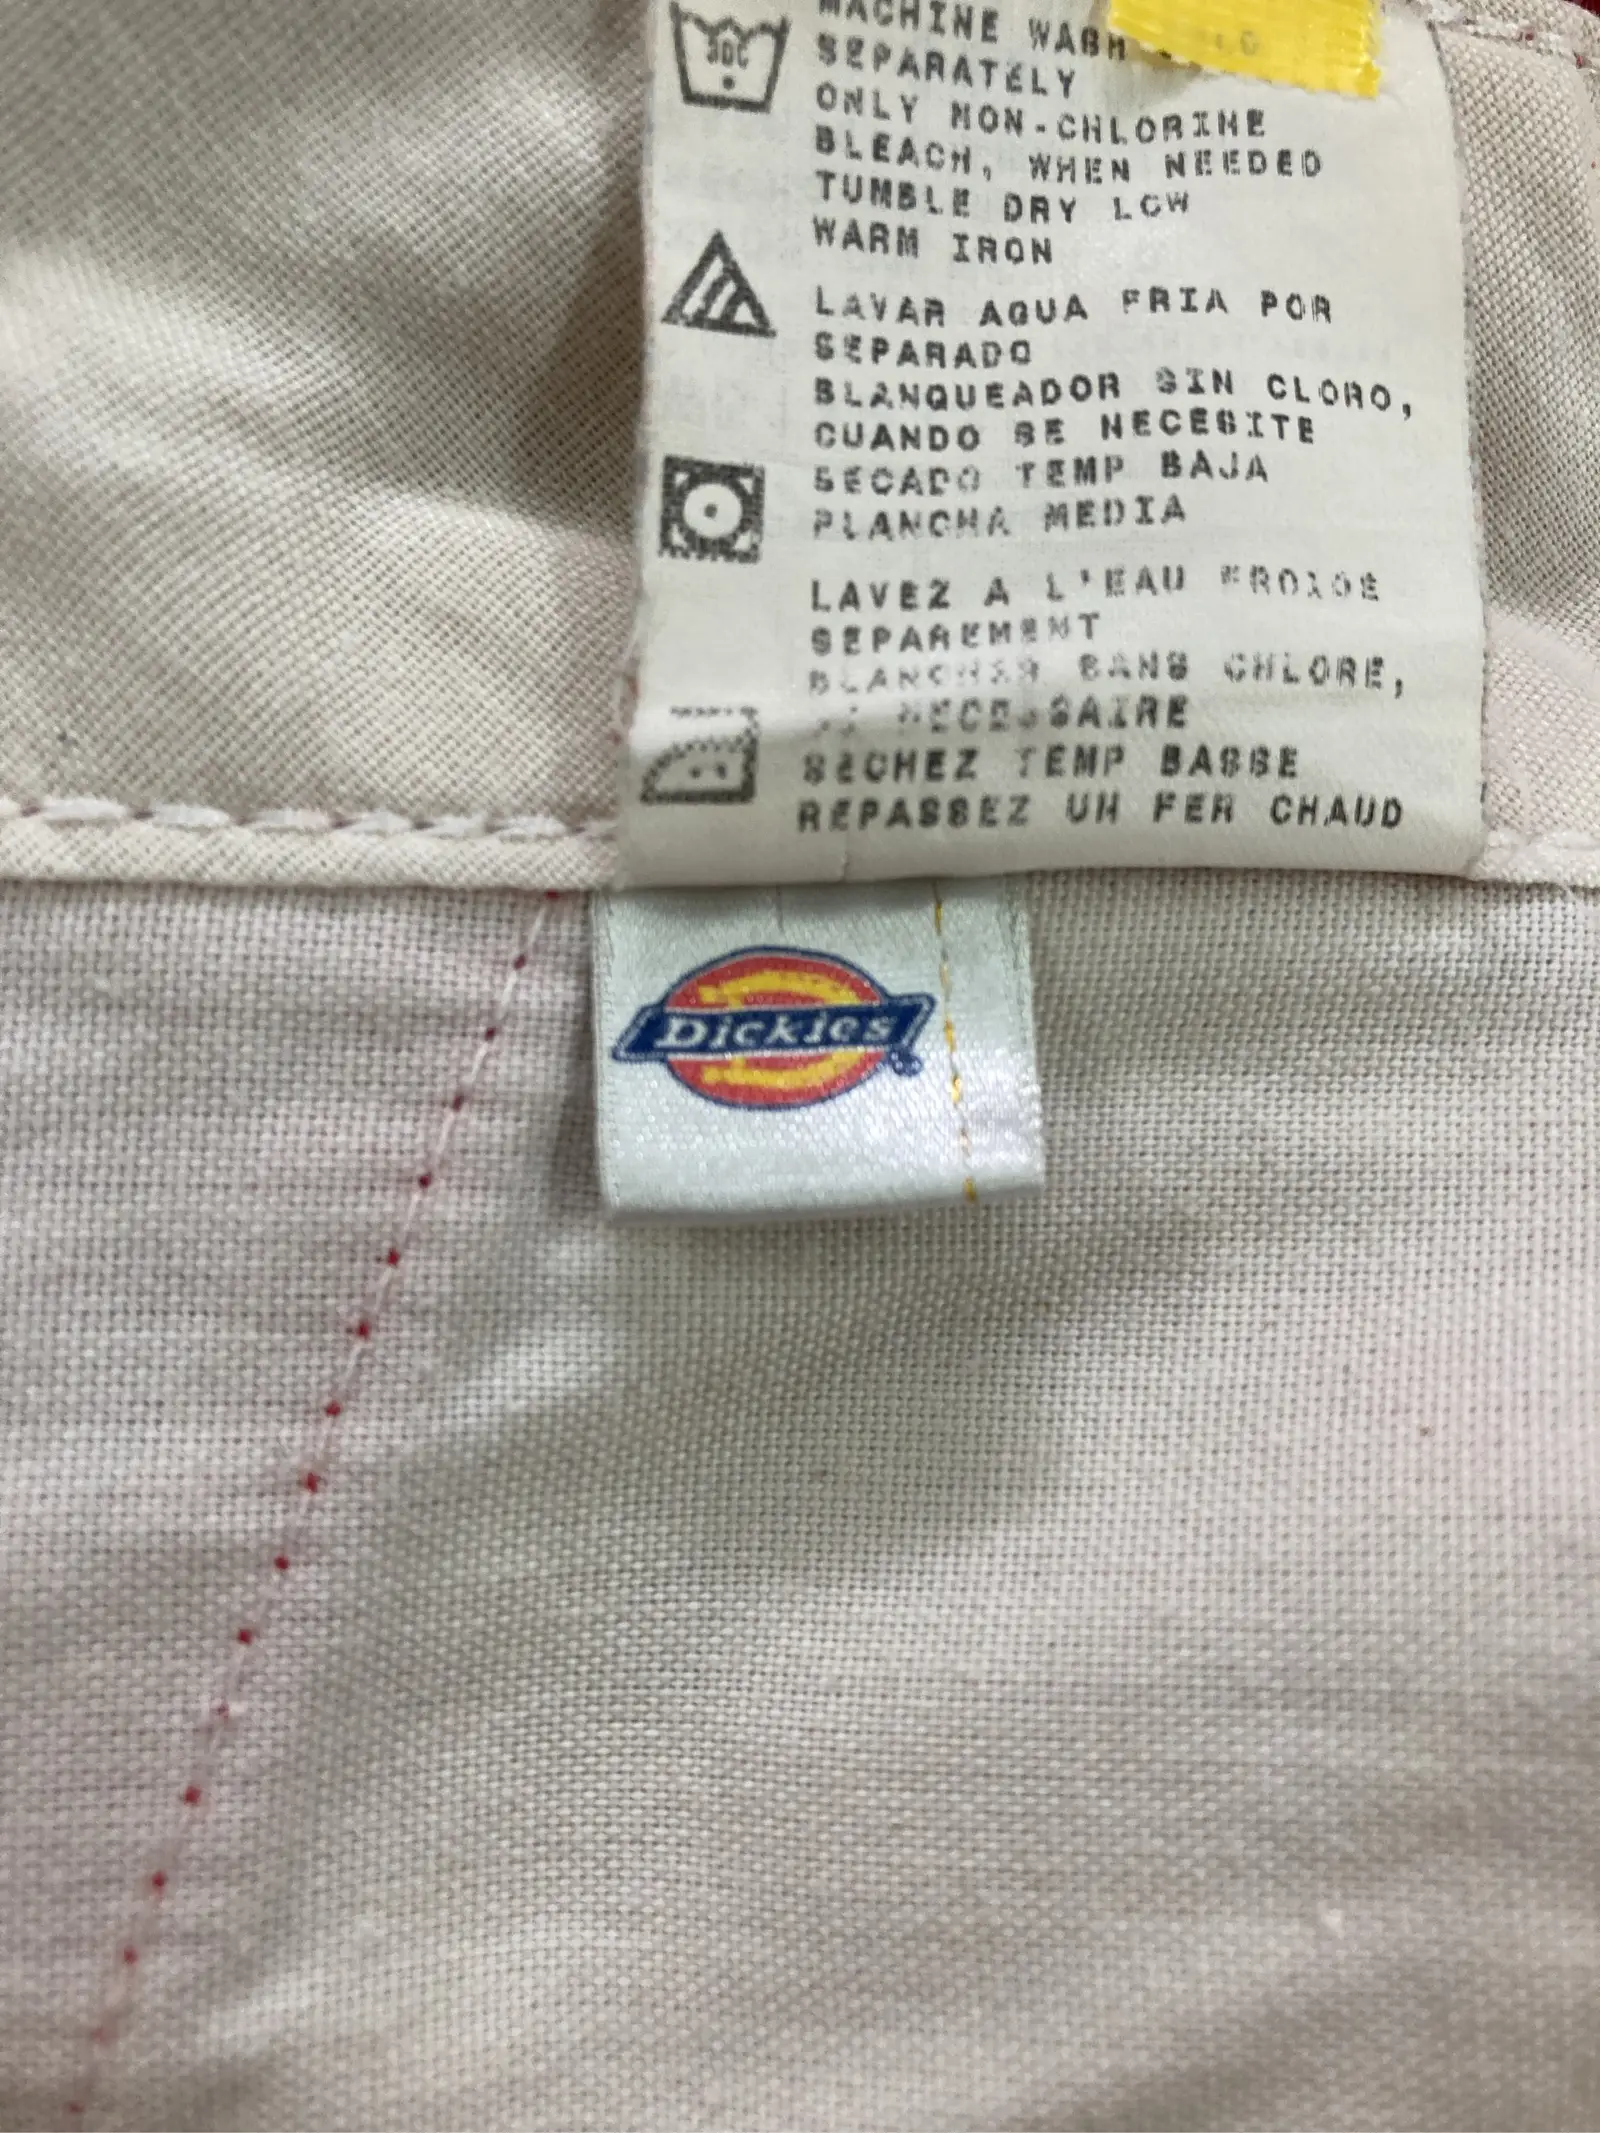 30C
MACHINE WASH
SEPARATELY
ONLY NON-CHLORINE
BLEACH, WHEN NEEDED
TUMBLE DRY LOW
WARM IRON
LAVAR AGUA FRIA POR
SEPARADO
BLANQUEADOR SIN CLORO,
CUANDO SE NECESITE
SECADO TEMP BAJA
PLANCHA MEDIA
LAVEZ A L'EAU FROIDE
SEPAREMENT
BLANCHIR SANS CHLORE,
SI NECESSAIRE
SECHEZ TEMP BASSE
REPASSEZ UN FER CHAUD
Dickies®